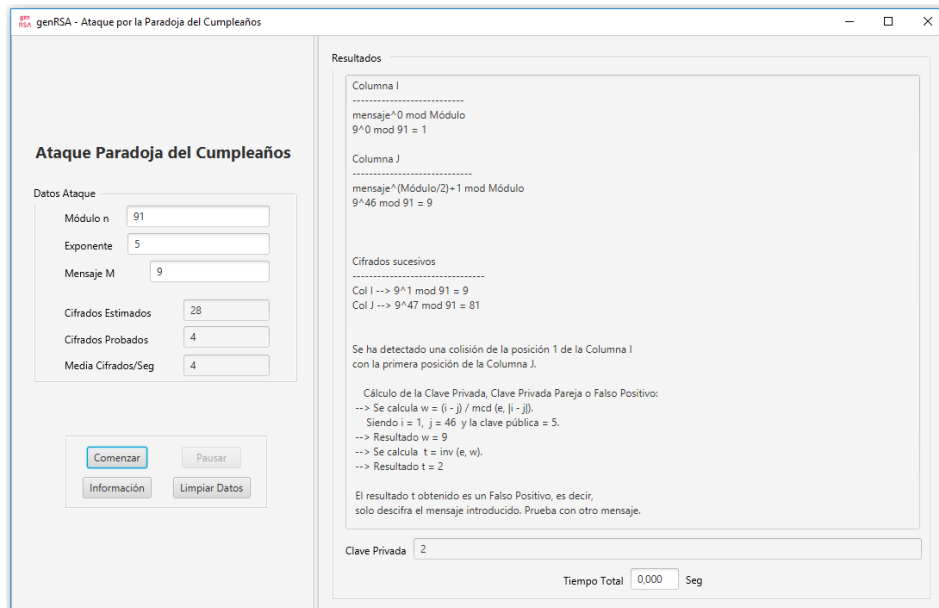 gen RSA
genRSA - Ataque por la Paradoja del Cumpleaños
Ataque Paradoja del Cumpleaños
Datos Ataque
Módulo n 91
Exponente 5
Mensaje M 9
Cifrados Estimados 28
Cifrados Probados 4
Media Cifrados/Seg 4
Comenzar Pausar
Información Limpiar Datos
Resultados
Columna I
---------------------------
mensaje^0 mod Módulo
9^0 mod 91 = 1
Columna J
-----------------------------
mensaje^(Módulo/2)+1 mod Módulo
9^46 mod 91 = 9
Cifrados sucesivos
--------------------------------
Col I --> 9^1 mod 91 = 9
Col J --> 9^47 mod 91 = 81
Se ha detectado una colisión de la posición 1 de la Columna I
con la primera posición de la Columna J.
Cálculo de la Clave Privada, Clave Privada Pareja o Falso Positivo:
--> Se calcula w = (i - j) / mcd (e, |i - j|).
Siendo i = 1, j = 46 y la clave pública = 5.
--> Resultado w = 9
--> Se calcula t = inv (e, w).
--> Resultado t = 2
El resultado t obtenido es un Falso Positivo, es decir,
solo descifra el mensaje introducido. Prueba con otro mensaje.
Clave Privada 2
Tiempo Total 0,000 Seg